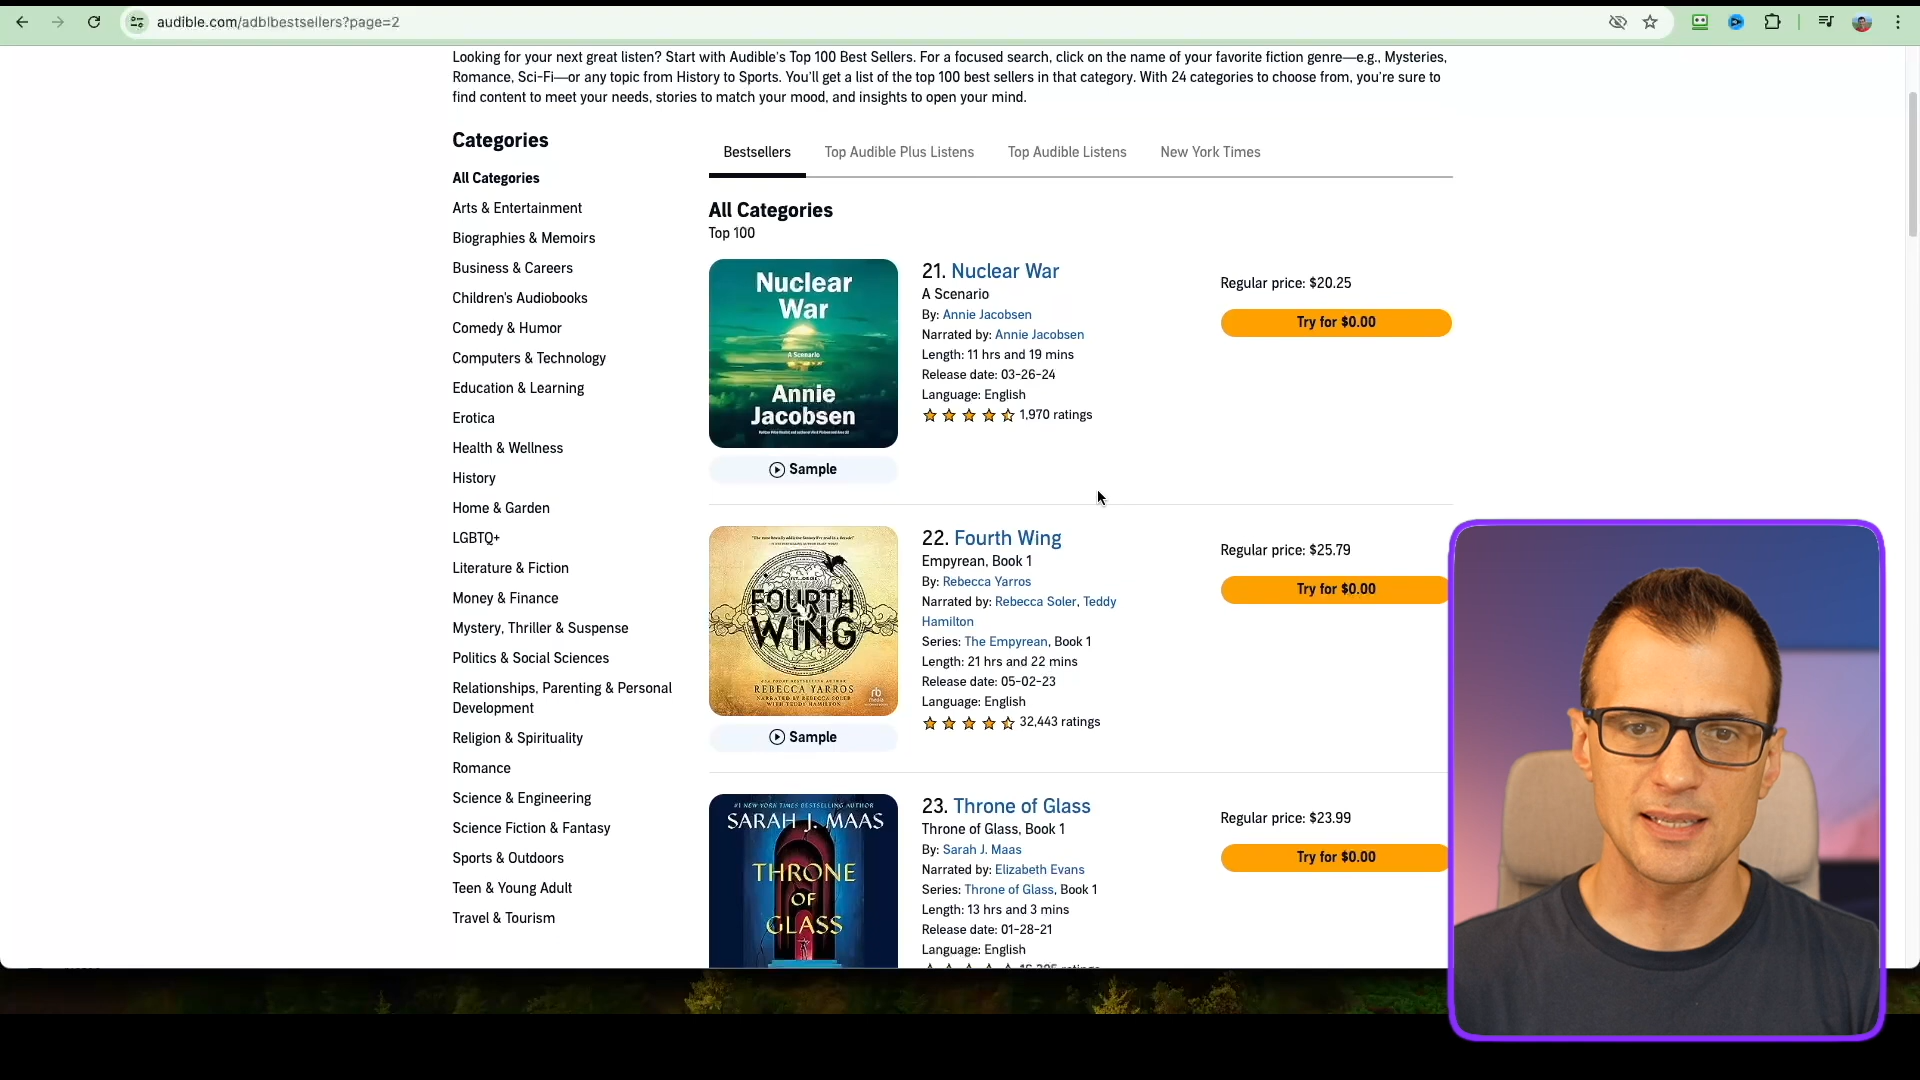 audible.com/adblbestsellers?page=2
Looking for your next great listen? Start with Audible's Top 100 Best Sellers. For a focused search, click on the name of your favorite fiction genre—e.g., Mysteries,
Romance, Sci-Fi—or any topic from History to Sports. You'll get a list of the top 100 best sellers in that category. With 24 categories to choose from, you're sure to
find content to meet your needs, stories to match your mood, and insights to open your mind.
Categories
All Categories
Arts & Entertainment
Biographies & Memoirs
Business & Careers
Children's Audiobooks
Comedy & Humor
Computers & Technology
Education & Learning
Erotica
Health & Wellness
History
Home & Garden
LGBTQ+
Literature & Fiction
Money & Finance
Mystery, Thriller & Suspense
Politics & Social Sciences
Relationships, Parenting & Personal
Development
Religion & Spirituality
Romance
Science & Engineering
Science Fiction & Fantasy
Sports & Outdoors
Teen & Young Adult
Travel & Tourism
Bestsellers
Top Audible Plus Listens
Top Audible Listens
New York Times
All Categories
Top 100
Nuclear
War
A Scenario
Annie
Jacobsen
Sample
21. Nuclear War
A Scenario
By: Annie Jacobsen
Narrated by: Annie Jacobsen
Length: 11 hrs and 19 mins
Release date: 03-26-24
Language: English
1,970 ratings
Regular price: $20.25
Try for $0.00
FOURTH
WING
REBECCA YARROS
NARRATED BY REBECCA SOLER
WITH TEDDY HAMILTON
rb
media
Sample
22. Fourth Wing
Empyrean, Book 1
By: Rebecca Yarros
Narrated by: Rebecca Soler, Teddy
Hamilton
Series: The Empyrean, Book 1
Length: 21 hrs and 22 mins
Release date: 05-02-23
Language: English
32,443 ratings
Regular price: $25.79
Try for $0.00
#1 NEW YORK TIMES BESTSELLING AUTHOR
SARAH J. MAAS
THRONE
OF
GLASS
23. Throne of Glass
Throne of Glass, Book 1
By: Sarah J. Maas
Narrated by: Elizabeth Evans
Series: Throne of Glass, Book 1
Length: 13 hrs and 3 mins
Release date: 01-28-21
Language: English
Regular price: $23.99
Try for $0.00